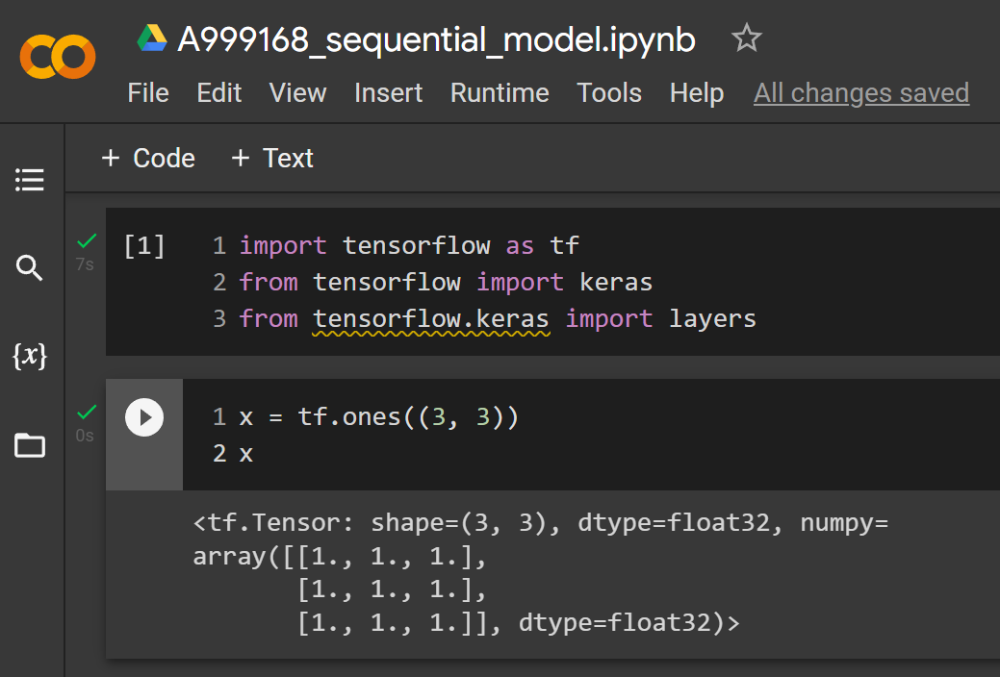 A999168_sequential_model.ipynb
File Edit View Insert Runtime Tools Help All changes saved
+ Code + Text
[1] 1 import tensorflow as tf
7s 2 from tensorflow import keras
3 from tensorflow.keras import layers
{x}
1 x = tf.ones((3, 3))
0s 2 x
<tf.Tensor: shape=(3, 3), dtype=float32, numpy=
array([[1., 1., 1.],
       [1., 1., 1.],
       [1., 1., 1.]], dtype=float32)>